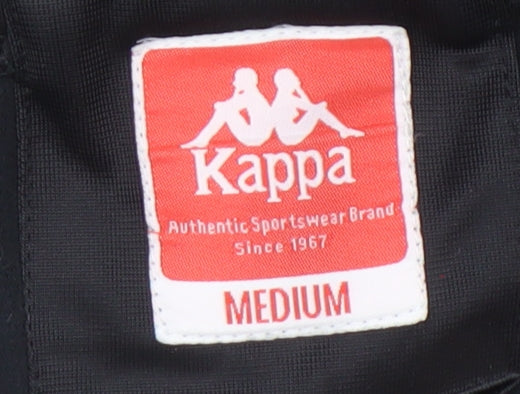 Kappa
Authentic Sportswear Brand
Since 1967
MEDIUM